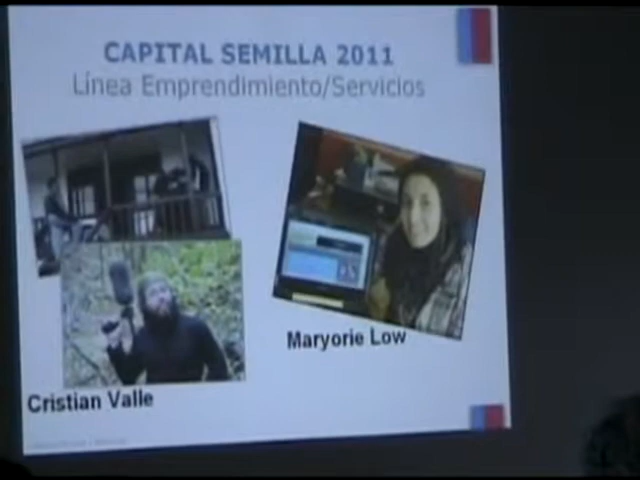 CAPITAL SEMILLA 2011
Línea Emprendimiento/Servicios
Maryorie Low
Cristian Valle